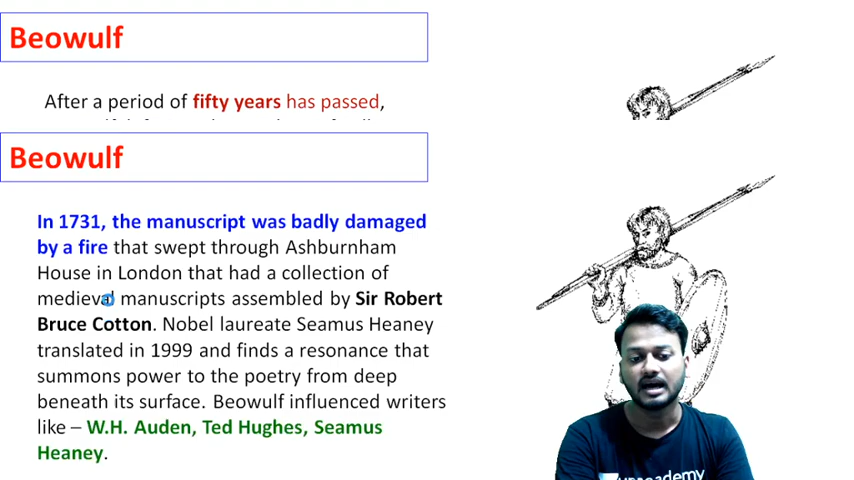 Beowulf
After a period of fifty years has passed,
Beowulf
In 1731, the manuscript was badly damaged
by a fire that swept through Ashburnham
House in London that had a collection of
medieval manuscripts assembled by Sir Robert
Bruce Cotton. Nobel laureate Seamus Heaney
translated in 1999 and finds a resonance that
summons power to the poetry from deep
beneath its surface. Beowulf influenced writers
like – W.H. Auden, Ted Hughes, Seamus
Heaney.